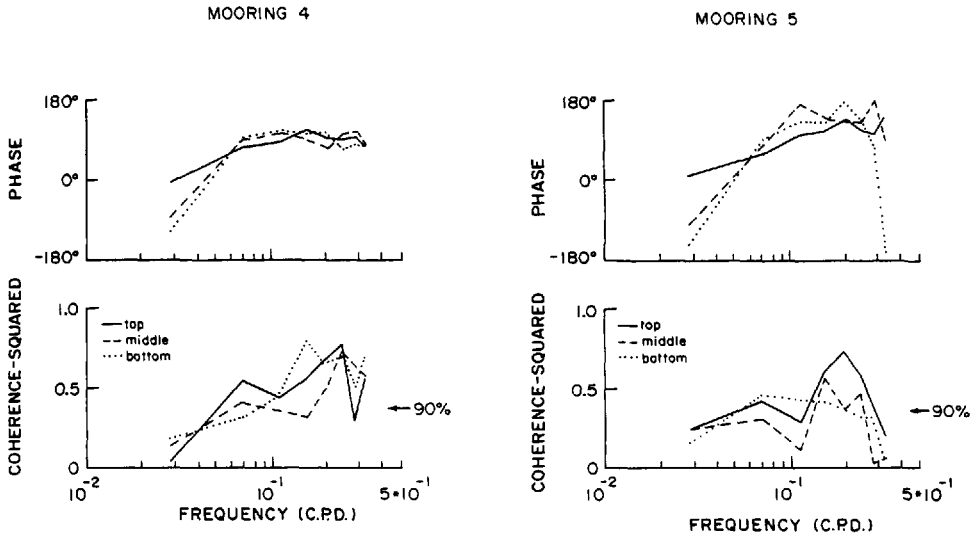 MOORING 4
MOORING 5
PHASE
180°
0°
-180°
PHASE
180°
0°
-180°
COHERENCE-SQUARED
1.0
0.5
0
top
middle
bottom
90%
10⁻²
10⁻¹
5*10⁻¹
FREQUENCY (C.P.D.)
COHERENCE-SQUARED
1.0
0.5
0
top
middle
bottom
90%
10⁻²
10⁻¹
5*10⁻¹
FREQUENCY (C.P.D.)